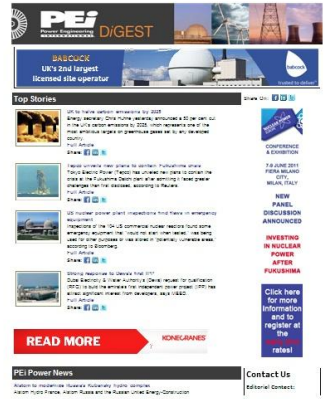 PEi
Power Engineering
INTERNATIONAL
DiGEST
BABCOCK
UK's 2nd largest
licensed site operator
babcock
trusted to deliver™
Top Stories
Share On:
UK to halve carbon emissions by 2025
Energy secretary Chris Huhne yesterday announced a 50 per cent cut
in the UK's carbon emissions by 2025, which represents one of the
most ambitious targets on greenhouse gases set by any developed
country.
Full Article
Share:
Tepco unveils new plans to contain Fukushima crisis
Tokyo Electric Power (Tepco) has unveiled new plans to contain the
crisis at the Fukushima Daiichi plant after admitting it faced greater
challenges than first disclosed, according to Reuters.
Full Article
Share:
US nuclear power plant inspections find flaws in emergency
equipment
Inspections of the 104 US commercial nuclear reactors found some
emergency equipment that would not start when tested, was being
used for other purposes or was stored in potentially vulnerable areas,
according to Bloomberg.
Full Article
Share:
Strong response to Dewa's first IPP
Dubai Electricity & Water Authority's (Dewa) request for qualification
(RFQ) to build the emirate's first independent power project (IPP) has
elicited significant interest from developers, says MEED.
Full Article
Share:
CONFERENCE
& EXHIBITION
7-9 JUNE 2011
FIERA MILANO
CITY,
MILAN, ITALY
NEW
PANEL
DISCUSSION
ANNOUNCED
INVESTING
IN NUCLEAR
POWER
AFTER
FUKUSHIMA
Click here
for more
information
and to
register at
the
rates!
READ MORE
KONECRANES
PEi Power News
Alstom to modernise Russia's Kubansky hydro complex
Alstom Hydro France, Alstom Russia and the Russian United Energy-Construction
Contact Us
Editorial Contact: